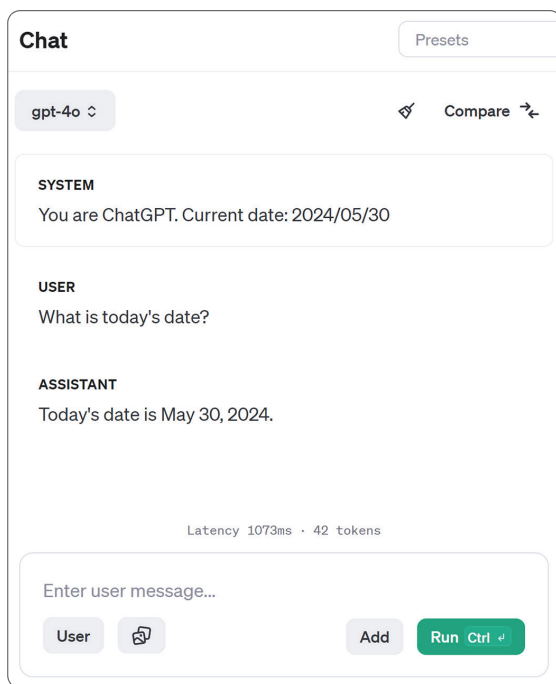 Chat
Presets
gpt-4o
Compare
SYSTEM
You are ChatGPT. Current date: 2024/05/30
USER
What is today's date?
ASSISTANT
Today's date is May 30, 2024.
Latency 1073ms · 42 tokens
Enter user message...
User
Add
Run Ctrl ↵